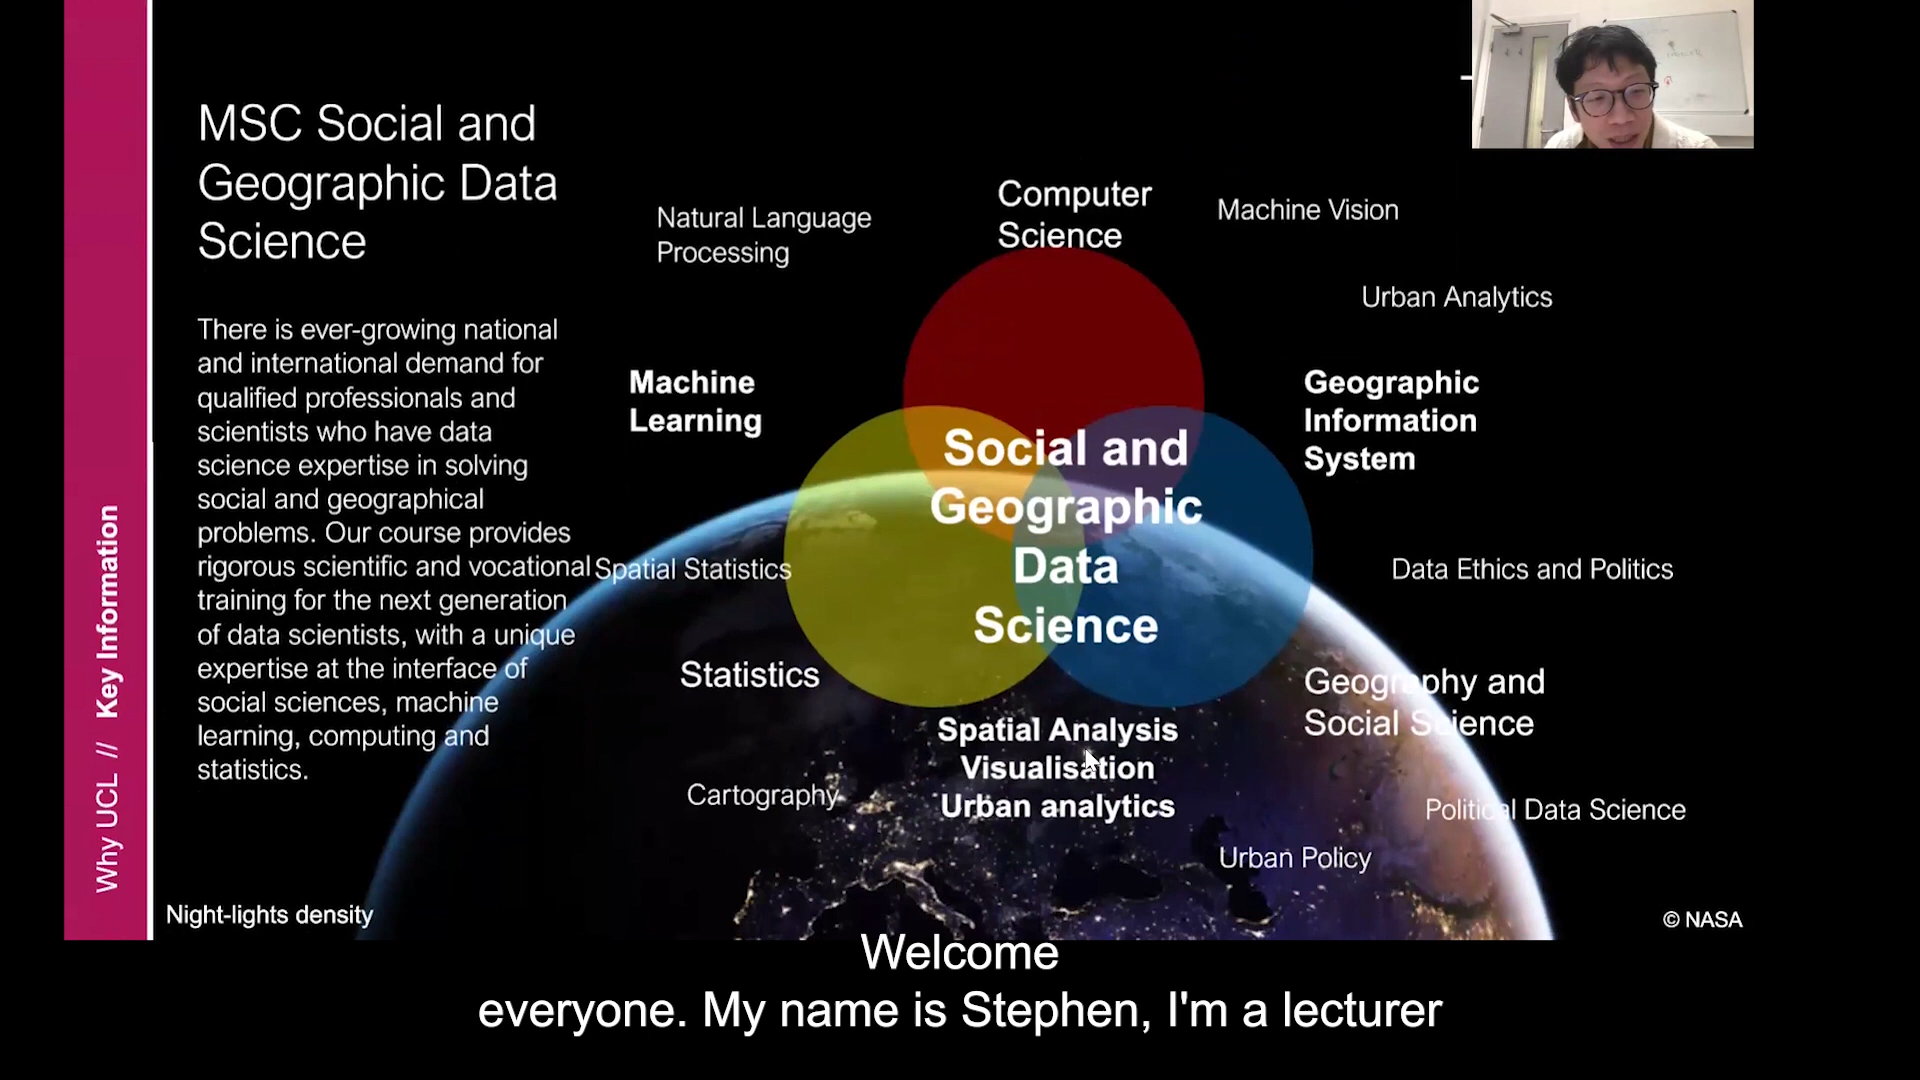 MSC Social and
Geographic Data
Science
There is ever-growing national
and international demand for
qualified professionals and
scientists who have data
science expertise in solving
social and geographical
problems. Our course provides
rigorous scientific and vocational
training for the next generation
of data scientists, with a unique
expertise at the interface of
social sciences, machine
learning, computing and
statistics.
Why UCL // Key Information
Natural Language
Processing
Computer
Science
Machine Vision
Urban Analytics
Machine
Learning
Geographic
Information
System
Social and
Geographic
Data
Science
Spatial Statistics
Data Ethics and Politics
Statistics
Geography and
Social Science
Spatial Analysis
Visualisation
Urban analytics
Cartography
Political Data Science
Urban Policy
Night-lights density
© NASA
Welcome
everyone. My name is Stephen, I'm a lecturer